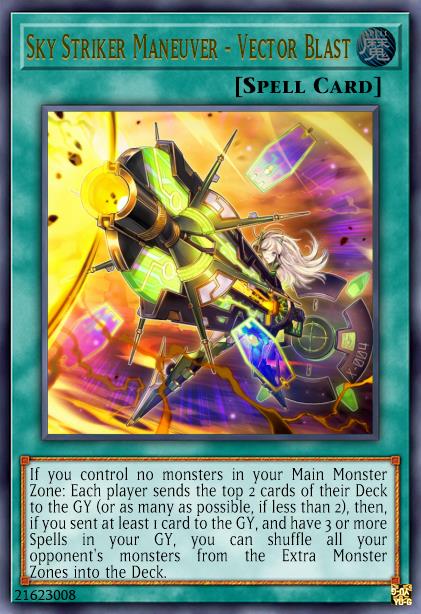 Sky Striker Maneuver - Vector Blast 魔
[Spell Card]
X-004
If you control no monsters in your Main Monster
Zone: Each player sends the top 2 cards of their Deck
to the GY (or as many as possible, if less than 2), then,
if you sent at least 1 card to the GY, and have 3 or more
Spells in your GY, you can shuffle all your
opponent's monsters from the Extra Monster
Zones into the Deck.
21623008